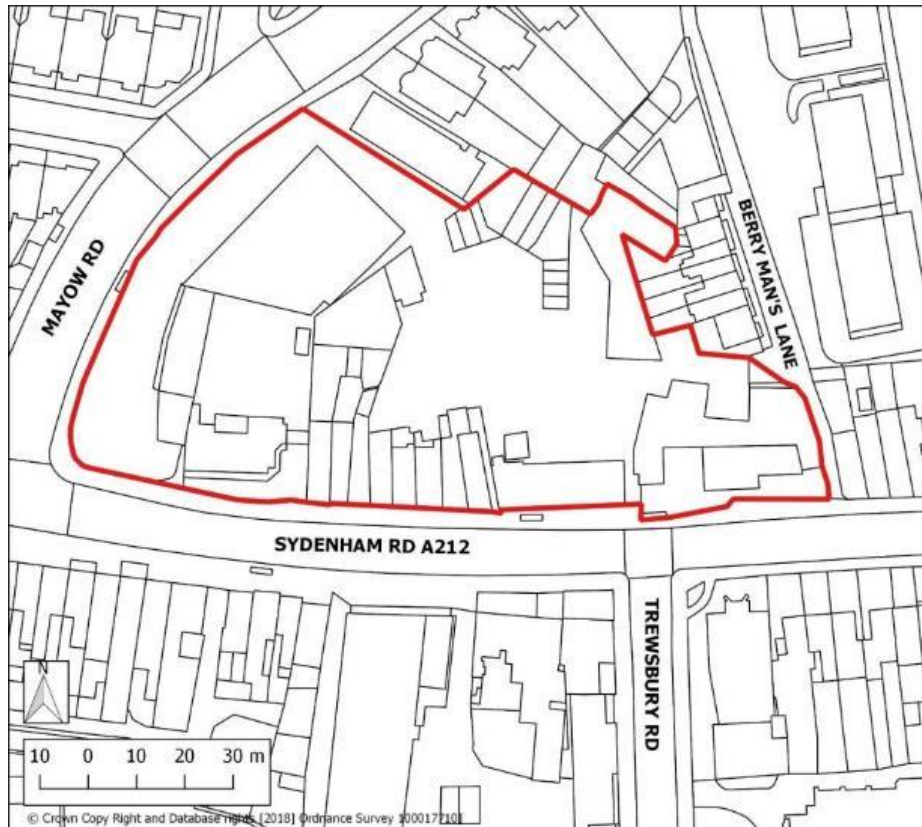 MAYOW RD
BERRY MAN'S LANE
SYDENHAM RD A212
TREWSBURY RD
N
10 0 10 20 30 m
© Crown Copy Right and Database rights [2018] Ordnance Survey